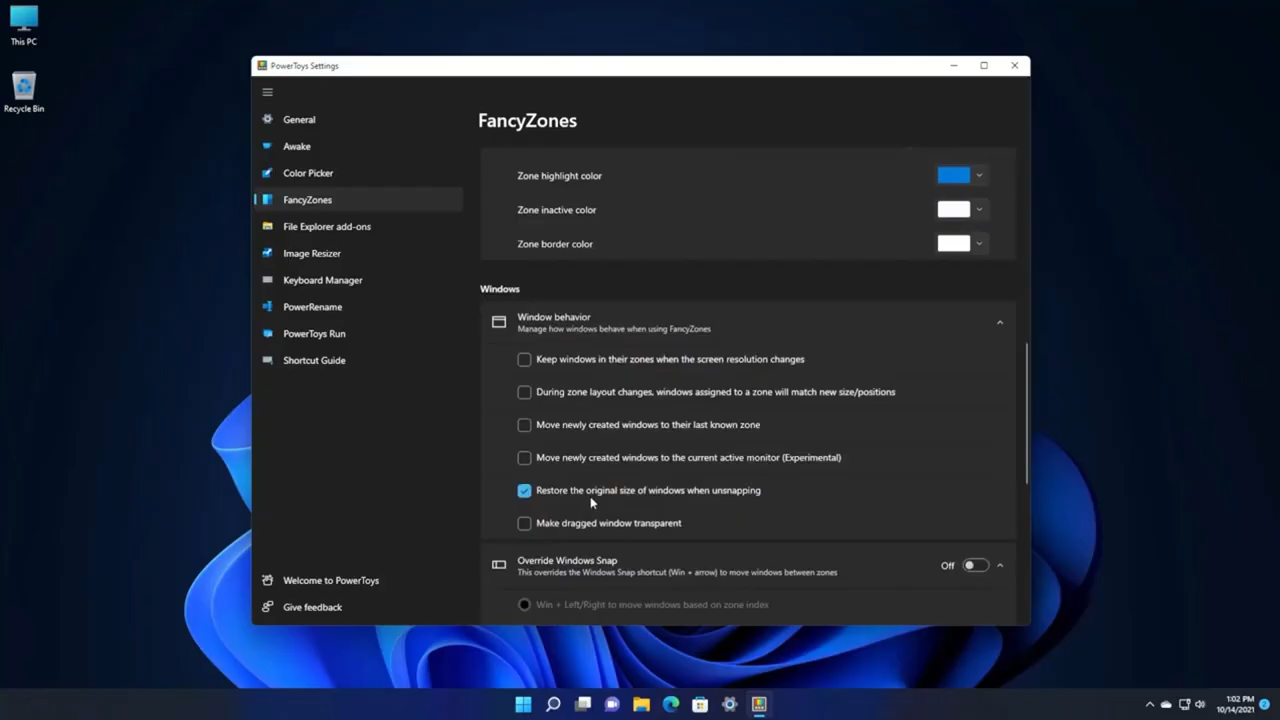 This PC
Recycle Bin
PowerToys Settings
General
Awake
Color Picker
FancyZones
File Explorer add-ons
Image Resizer
Keyboard Manager
PowerRename
PowerToys Run
Shortcut Guide
Welcome to PowerToys
Give feedback
FancyZones
Zone highlight color
Zone inactive color
Zone border color
Windows
Window behavior
Manage how windows behave when using FancyZones
Keep windows in their zones when the screen resolution changes
During zone layout changes, windows assigned to a zone will match new size/positions
Move newly created windows to their last known zone
Move newly created windows to the current active monitor (Experimental)
Restore the original size of windows when unsnapping
Make dragged window transparent
Override Windows Snap
This overrides the Windows Snap shortcut (Win + arrow) to move windows between zones
Off
Win + Left/Right to move windows based on zone index
1:02 PM
10/14/2021
2